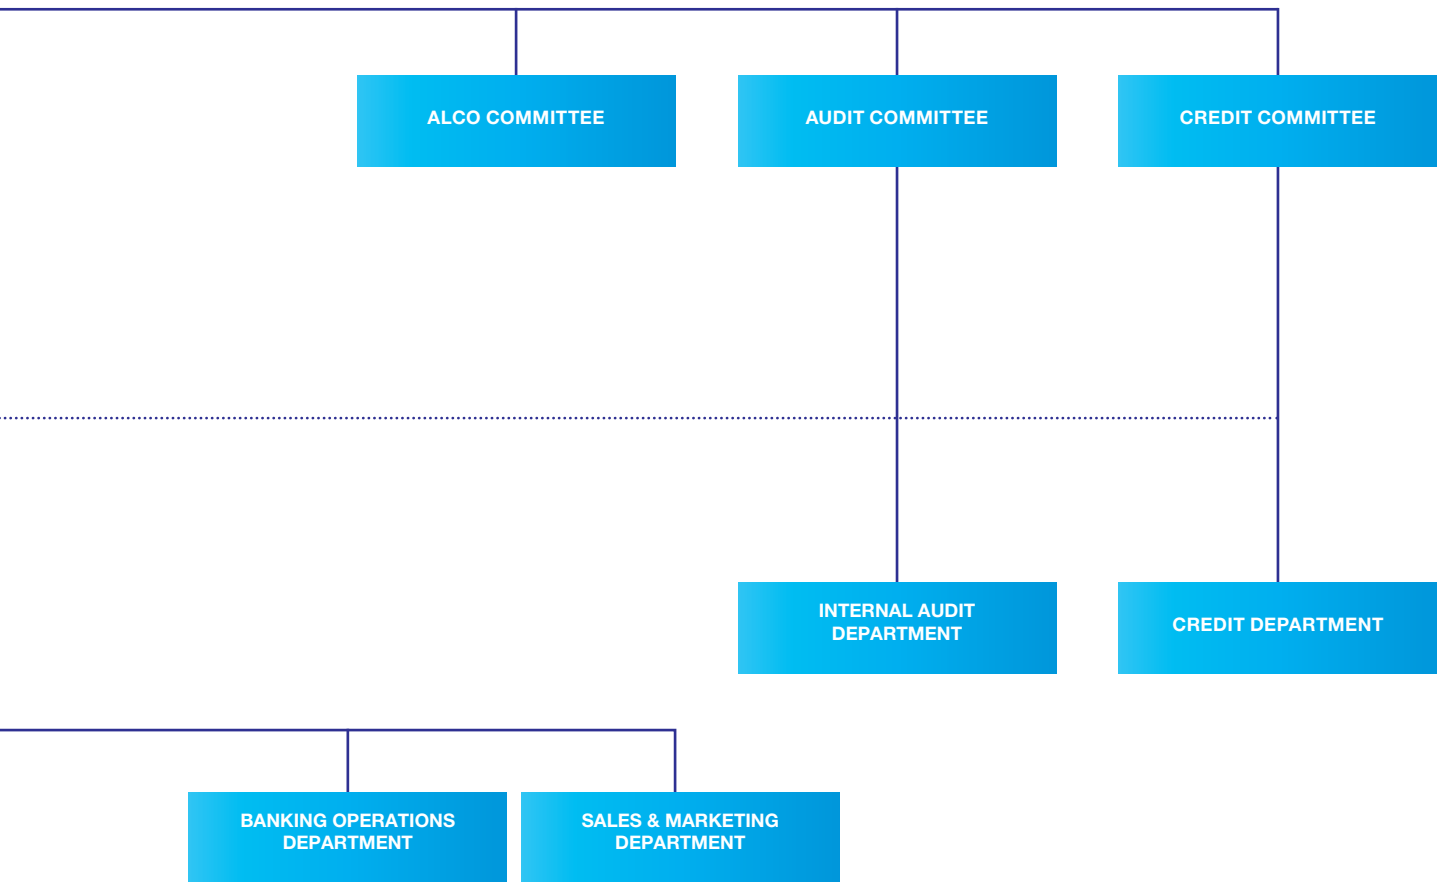 ALCO COMMITTEE
AUDIT COMMITTEE
CREDIT COMMITTEE
INTERNAL AUDIT
DEPARTMENT
CREDIT DEPARTMENT
BANKING OPERATIONS
DEPARTMENT
SALES & MARKETING
DEPARTMENT